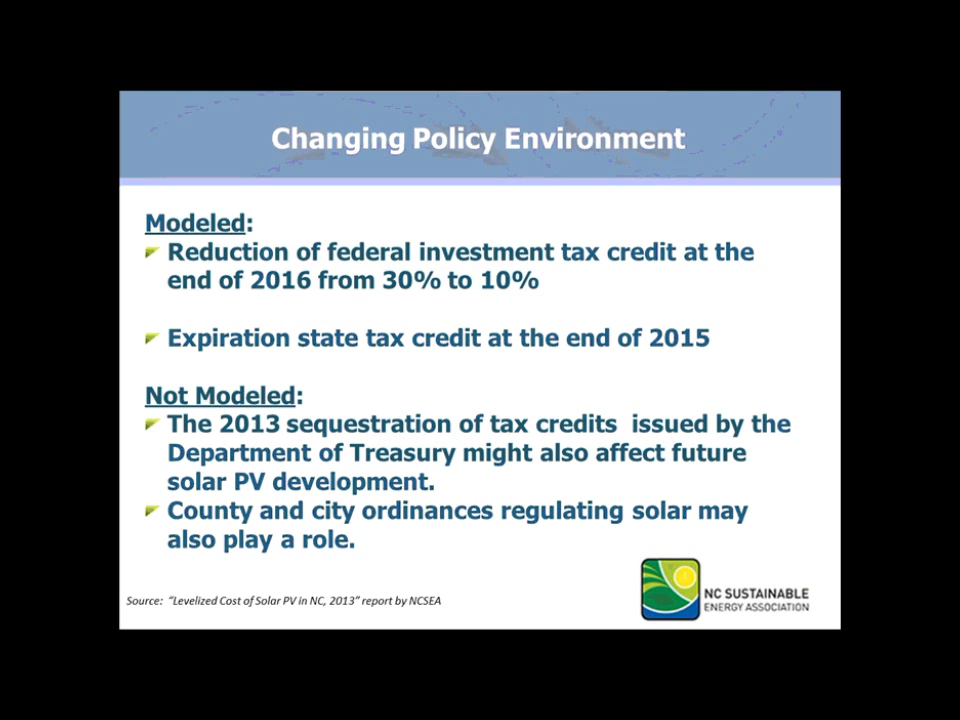 Changing Policy Environment
Modeled:
Reduction of federal investment tax credit at the
end of 2016 from 30% to 10%
Expiration state tax credit at the end of 2015
Not Modeled:
The 2013 sequestration of tax credits  issued by the
Department of Treasury might also affect future
solar PV development.
County and city ordinances regulating solar may
also play a role.
Source:  “Levelized Cost of Solar PV in NC, 2013” report by NCSEA
NC SUSTAINABLE
ENERGY ASSOCIATION